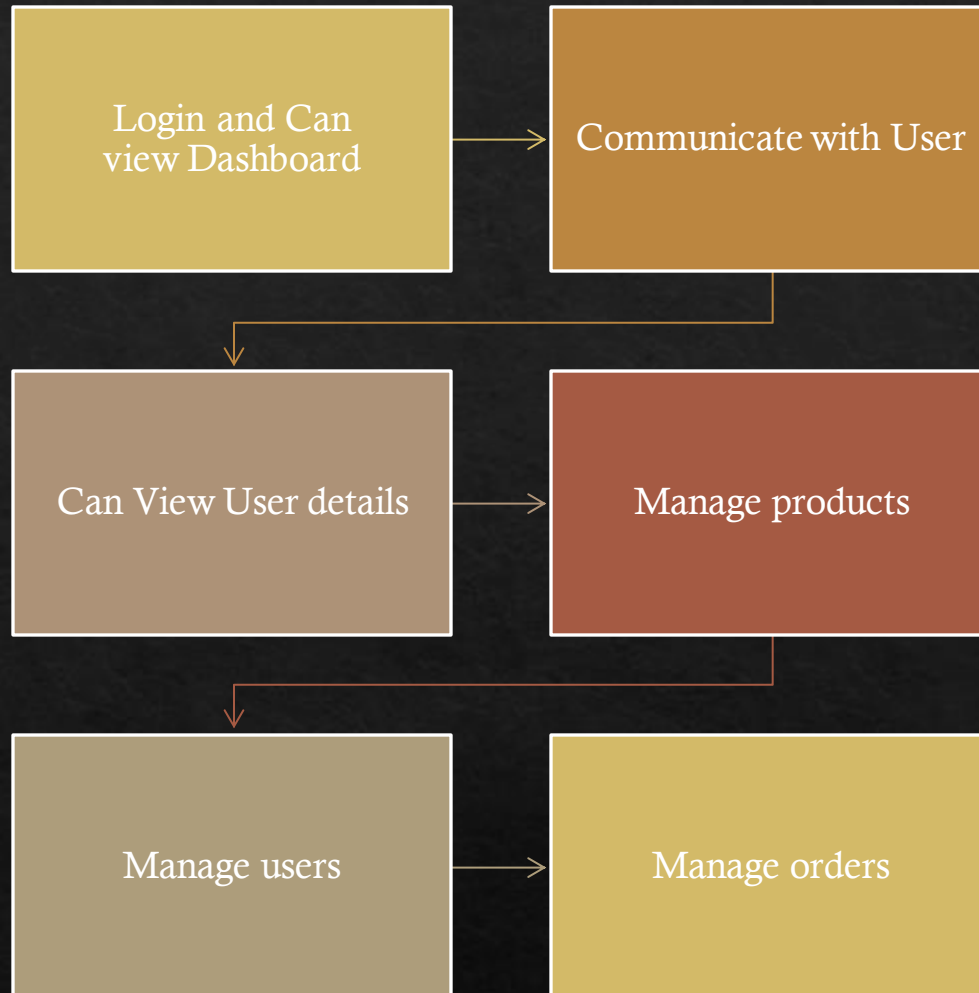 Login and Can
view Dashboard
Communicate with User
Can View User details
Manage products
Manage users
Manage orders